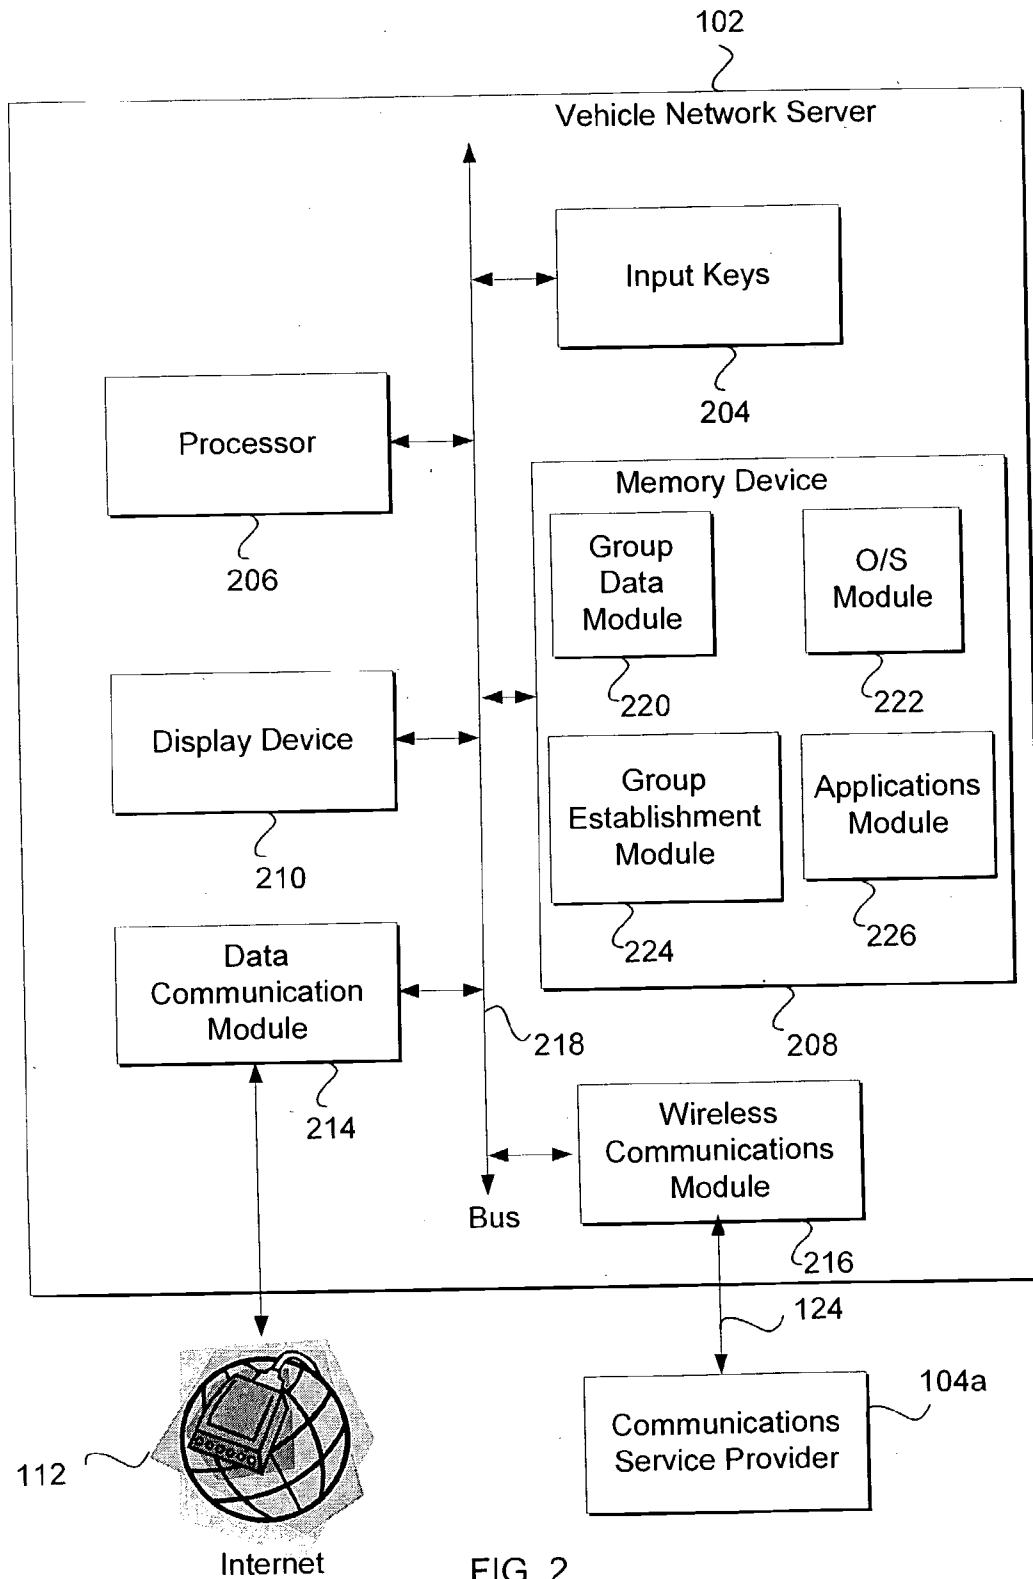 102
Vehicle Network Server
Input Keys
204
Processor
206
Memory Device
Group
Data
Module
220
O/S
Module
222
Display Device
210
Group
Establishment
Module
224
Applications
Module
226
Data
Communication
Module
214
218
208
Wireless
Communications
Module
216
Bus
124
104a
Communications
Service Provider
112
Internet
FIG. 2